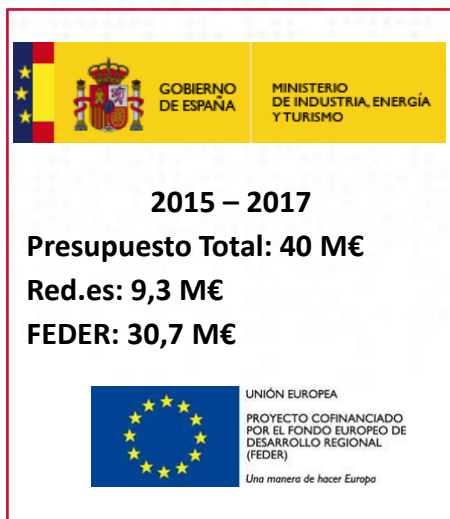 GOBIERNO
DE ESPAÑA
MINISTERIO
DE INDUSTRIA, ENERGÍA
Y TURISMO
2015 – 2017
Presupuesto Total: 40 M€
Red.es: 9,3 M€
FEDER: 30,7 M€
UNIÓN EUROPEA
PROYECTO COFINANCIADO
POR EL FONDO EUROPEO DE
DESARROLLO REGIONAL
(FEDER)
Una manera de hacer Europa